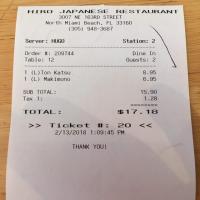 HIRO JAPANESE RESTAURANT
3007 NE 163RD STREET
North Miami Beach, FL 33160
(305) 948-3687
Server: HUGO Station: 2
Order #: 209744 Dine In
Table: 12 Guests: 2
1 (L)Ton Katsu 8.95
1 (L) Makimono 6.95
SUB TOTAL: 15.90
Tax 1: 1.28
TOTAL: $17.18
>> Ticket #: 20 <<
2/13/2018 1:09:45 PM
THANK YOU!